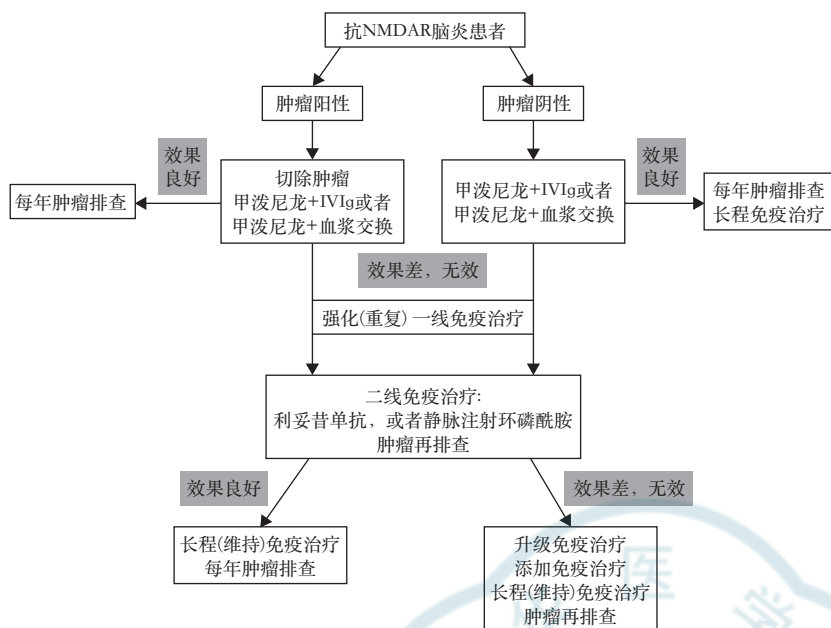 抗NMDAR脑炎患者
肿瘤阳性
肿瘤阴性
效果
良好
切除肿瘤
甲泼尼龙+IVIg或者
甲泼尼龙+血浆交换
每年肿瘤排查
甲泼尼龙+IVIg或者
甲泼尼龙+血浆交换
效果
良好
每年肿瘤排查
长程免疫治疗
效果差，无效
强化(重复)一线免疫治疗
二线免疫治疗:
利妥昔单抗，或者静脉注射环磷酰胺
肿瘤再排查
效果良好
效果差，无效
长程(维持)免疫治疗
每年肿瘤排查
升级免疫治疗
添加免疫治疗
长程(维持)免疫治疗
肿瘤再排查
华医学